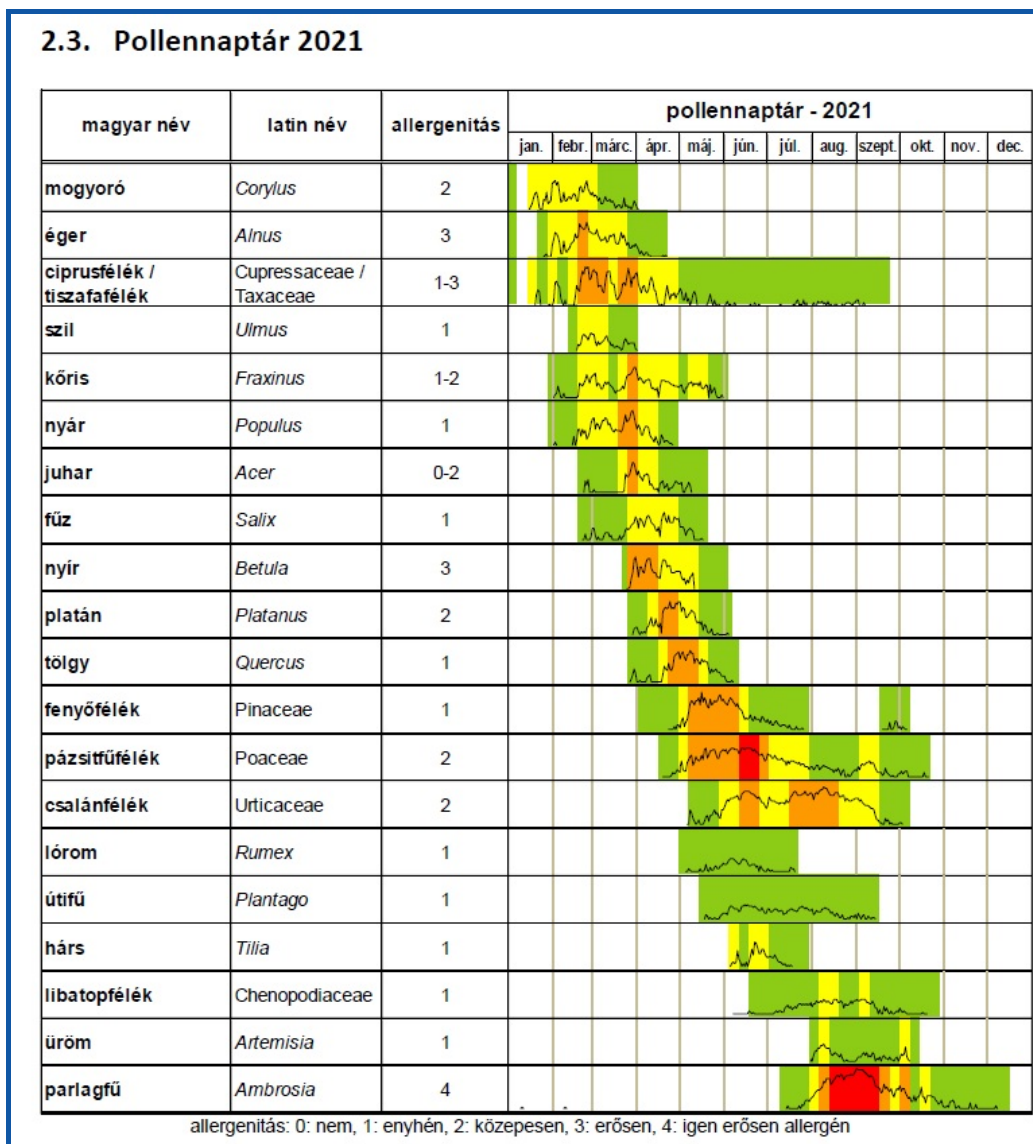 2.3. Pollennaptár 2021
magyar név latin név allergenitás pollennaptár - 2021
jan. febr. márc. ápr. máj. jún. júl. aug. szept. okt. nov. dec.
mogyoró Corylus 2
éger Alnus 3
ciprusfélék / Cupressaceae / 1-3
tiszafafélék Taxaceae
szil Ulmus 1
kőris Fraxinus 1-2
nyár Populus 1
juhar Acer 0-2
fűz Salix 1
nyír Betula 3
platán Platanus 2
tölgy Quercus 1
fenyőfélék Pinaceae 1
pázsitfűfélék Poaceae 2
csalánfélék Urticaceae 2
lórom Rumex 1
útifű Plantago 1
hárs Tilia 1
libatopfélék Chenopodiaceae 1
üröm Artemisia 1
parlagfű Ambrosia 4
allergenitás: 0: nem, 1: enyhén, 2: közepesen, 3: erősen, 4: igen erősen allergén